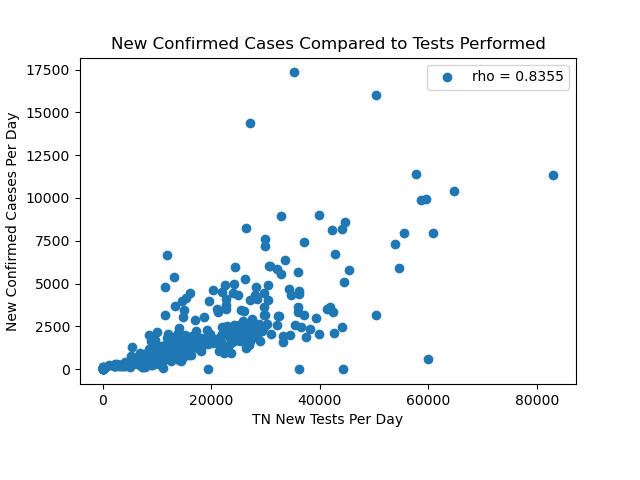 New Confirmed Cases Compared to Tests Performed
rho = 0.8355
New Confirmed Caeses Per Day
17500
15000
12500
10000
7500
5000
2500
0
0 20000 40000 60000 80000
TN New Tests Per Day